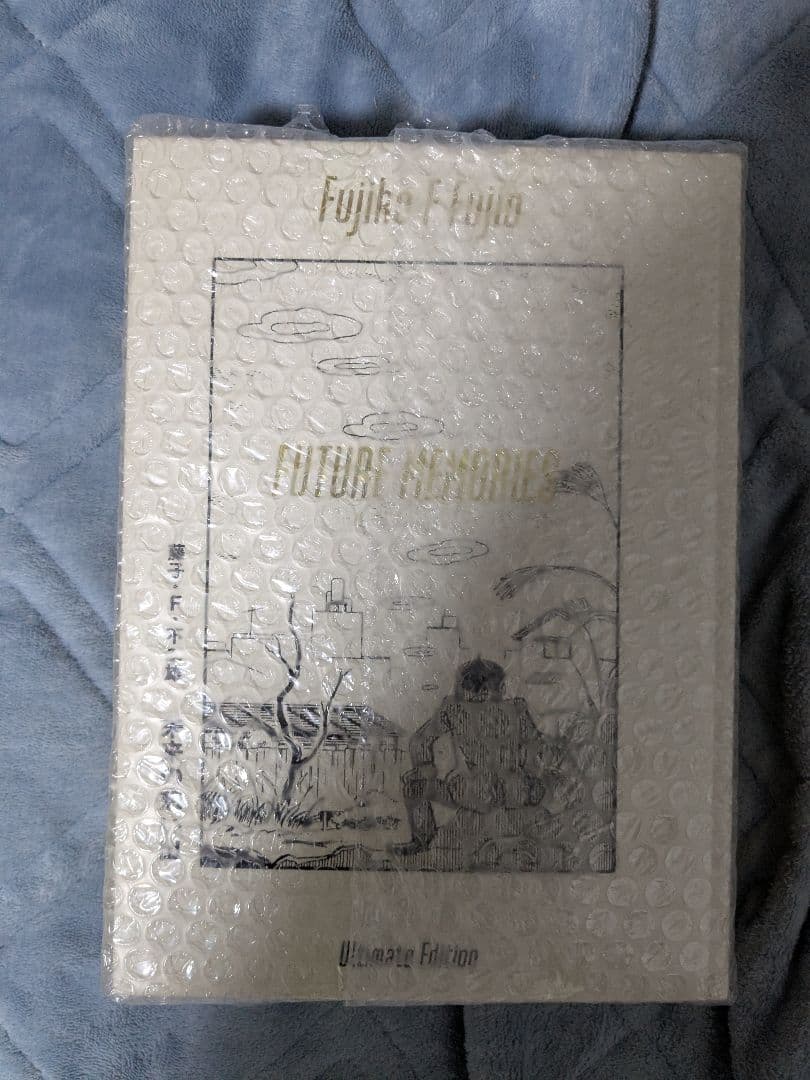 Fujiko F Fujio
FUTURE MEMORIES
藤子・F・不二雄
Ultimate Edition